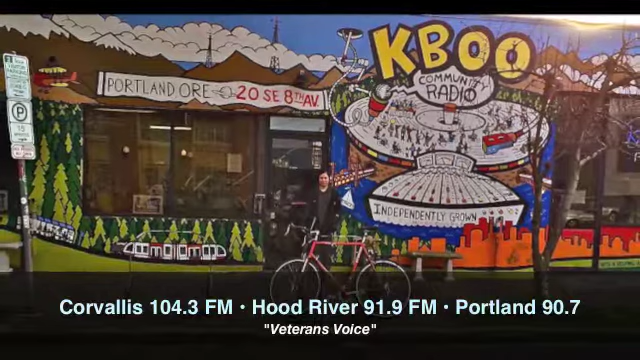 KBOO
COMMUNITY
RADIO
PORTLAND ORE 20 SE 8TH AV.
P
INDEPENDENTLY GROWN
Corvallis 104.3 FM • Hood River 91.9 FM • Portland 90.7
"Veterans Voice"